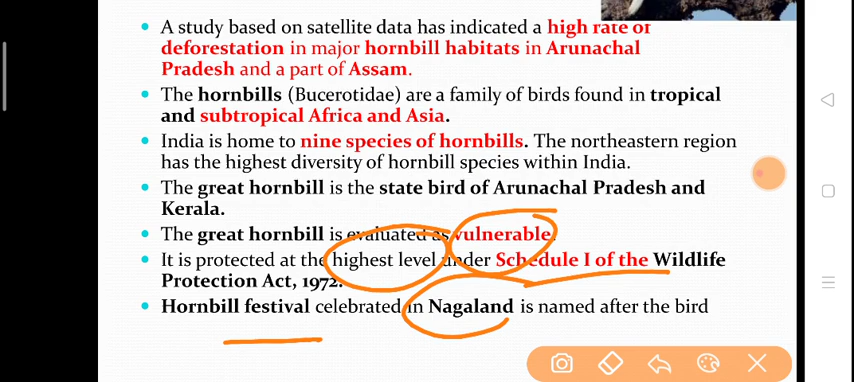 • A study based on satellite data has indicated a high rate of
deforestation in major hornbill habitats in Arunachal
Pradesh and a part of Assam.
• The hornbills (Bucerotidae) are a family of birds found in tropical
and subtropical Africa and Asia.
• India is home to nine species of hornbills. The northeastern region
has the highest diversity of hornbill species within India.
• The great hornbill is the state bird of Arunachal Pradesh and
Kerala.
• The great hornbill is evaluated as vulnerable.
• It is protected at the highest level under Schedule I of the Wildlife
Protection Act, 1972.
• Hornbill festival celebrated in Nagaland is named after the bird